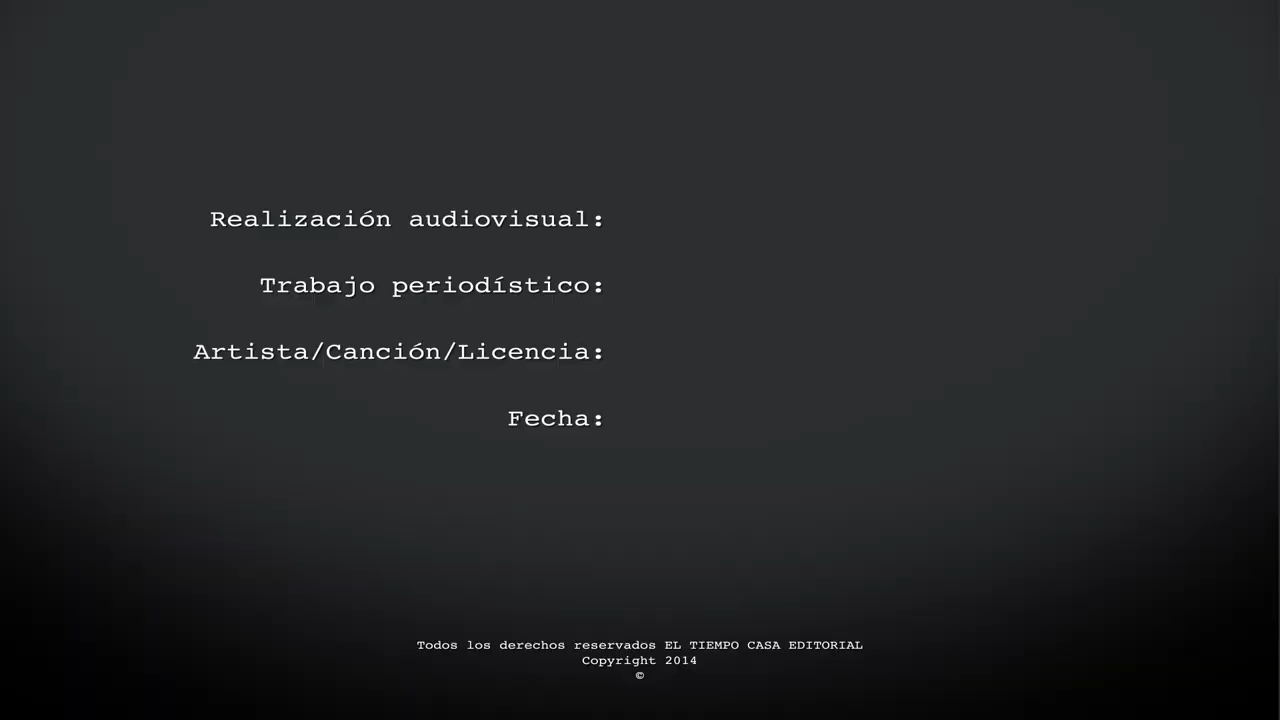 Realización audiovisual:
Trabajo periodístico:
Artista/Canción/Licencia:
Fecha:
Todos los derechos reservados EL TIEMPO CASA EDITORIAL
Copyright 2014
©